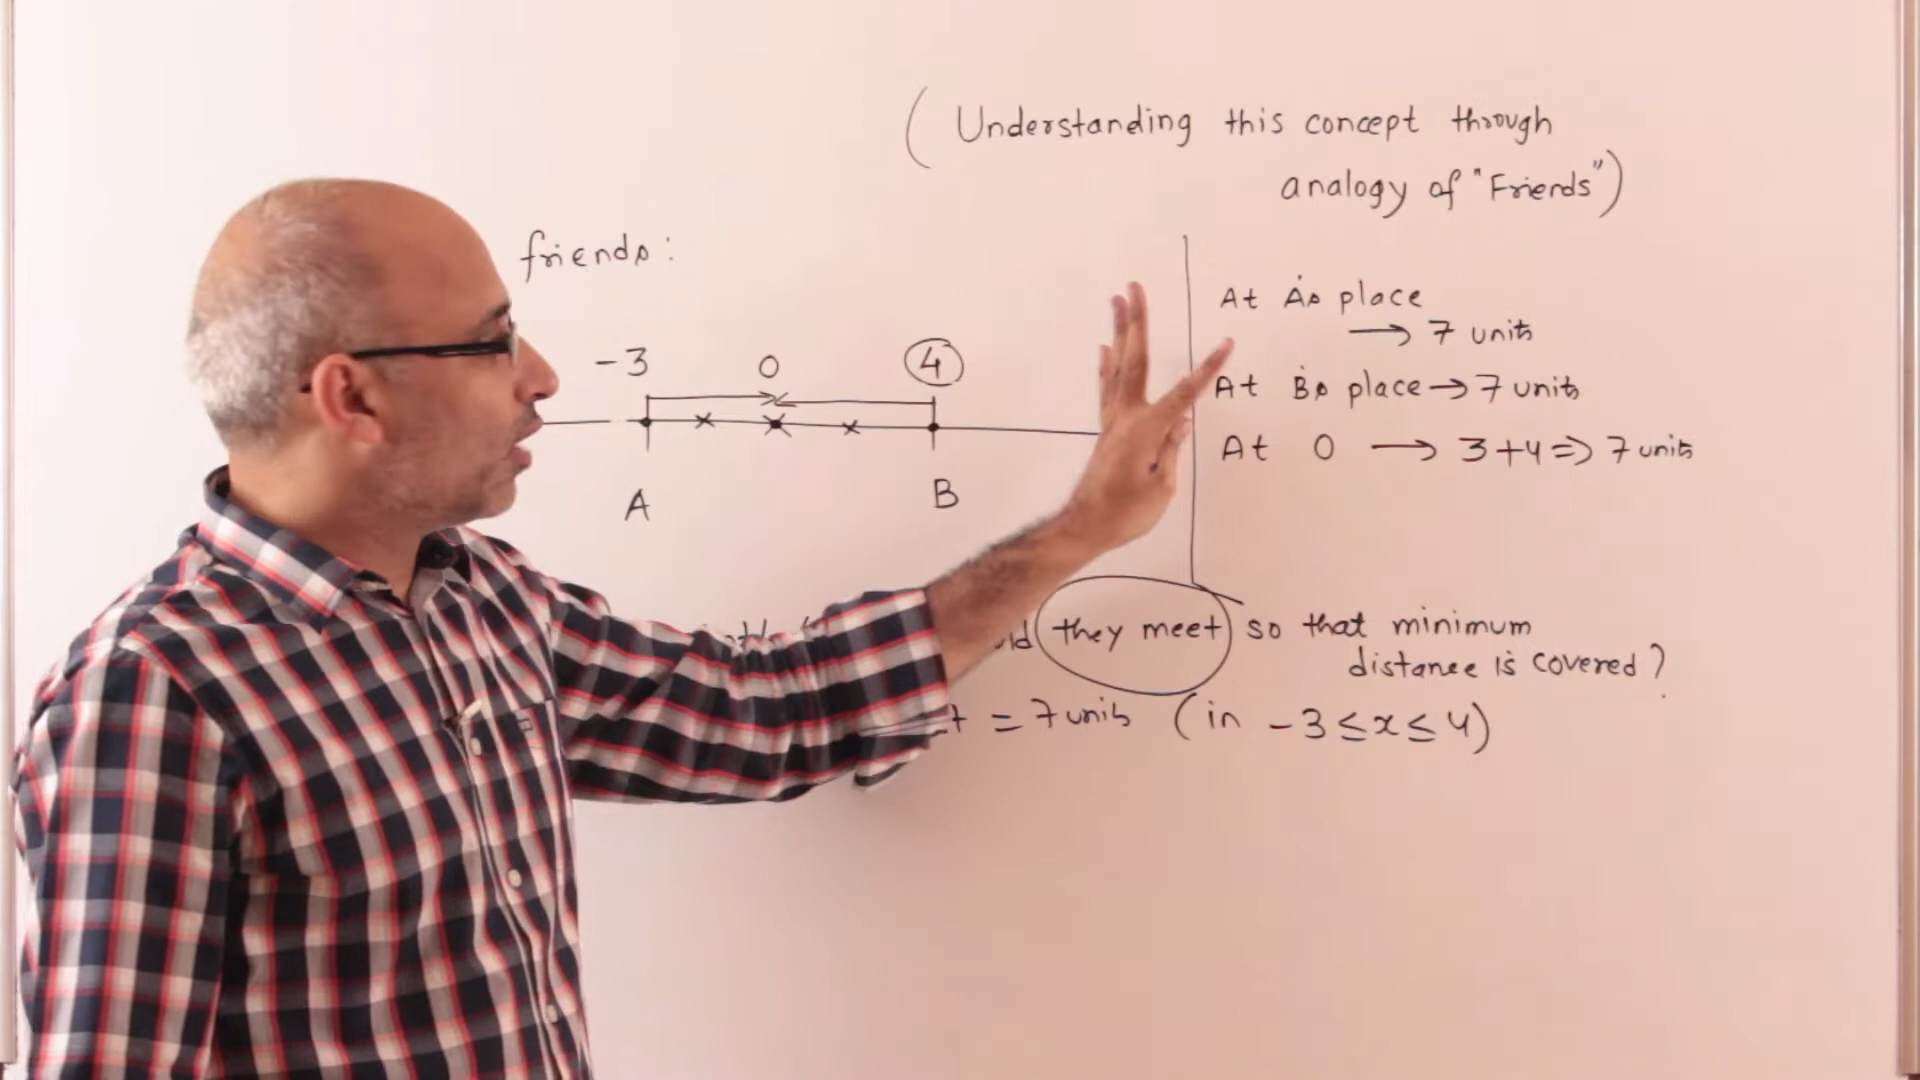 ( Understanding this concept through
analogy of "Friends")
friends:
-3 0 4
A B
At A's place
→ 7 units
At B's place → 7 units
At 0 → 3+4 ⇒ 7 units
they meet so that minimum
distance is covered?
= 7 units (in -3 ≤ x ≤ 4)